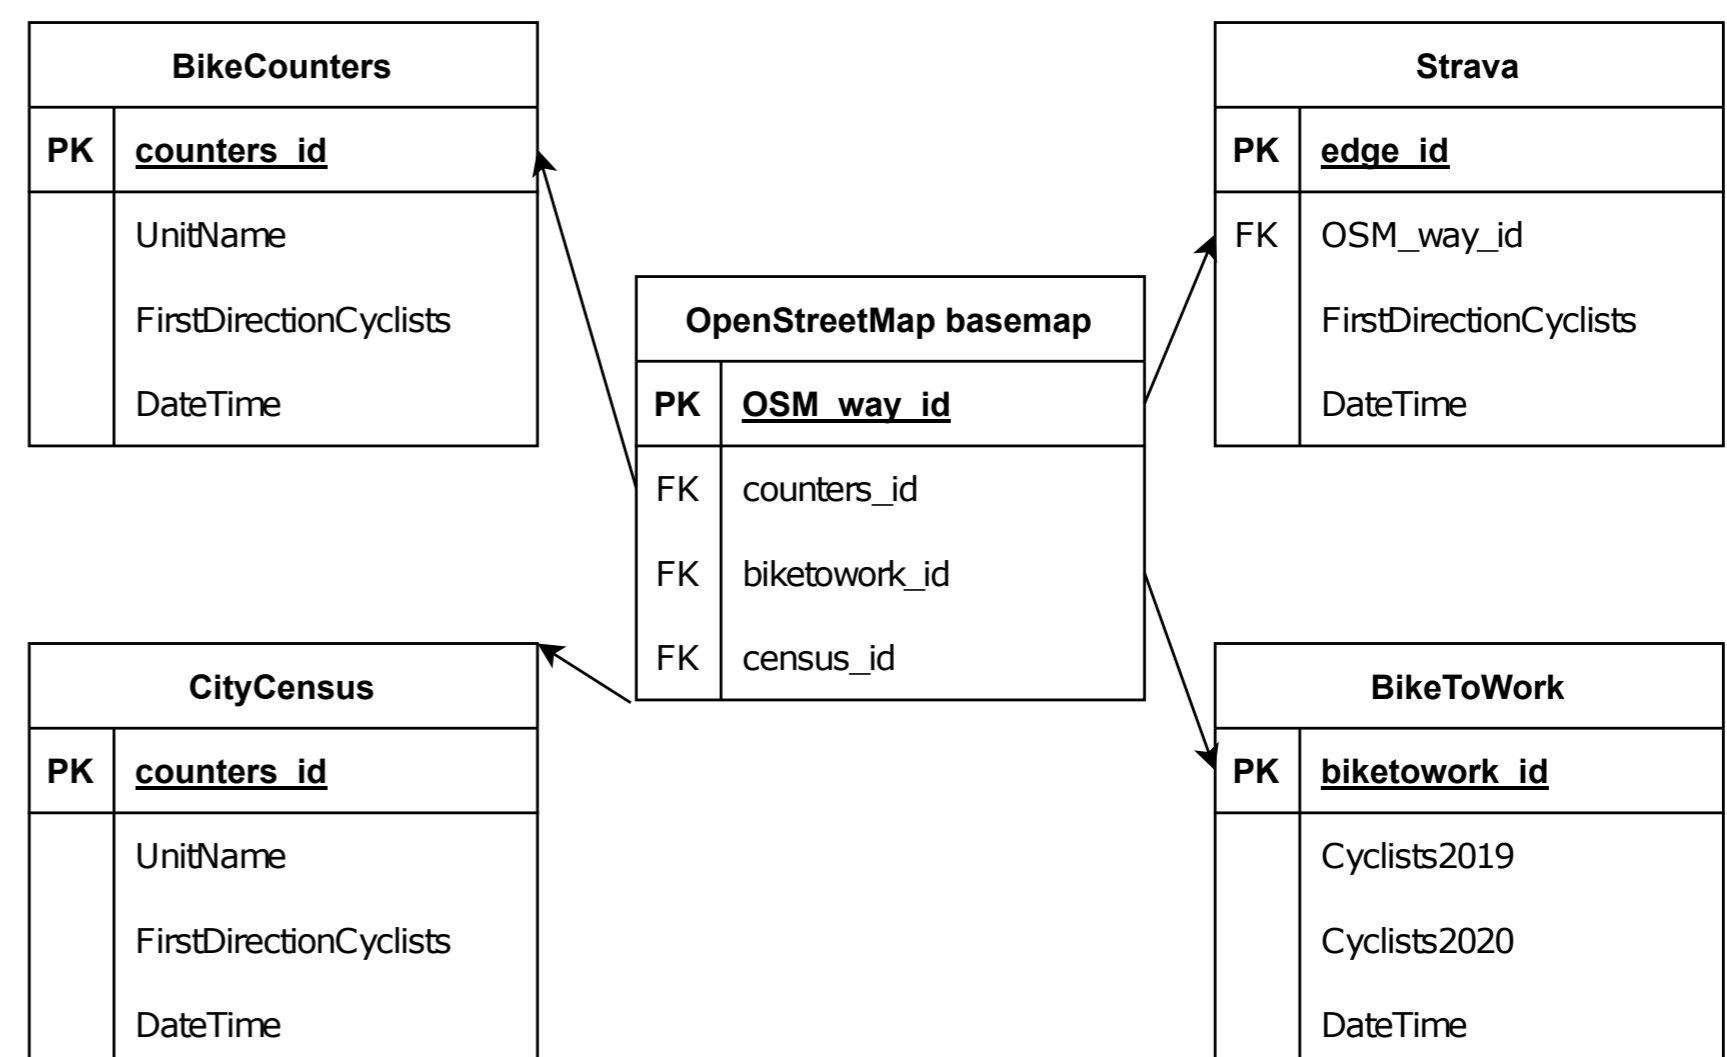 BikeCounters
PK counters_id
UnitName
FirstDirectionCyclists
DateTime
Strava
PK edge_id
FK OSM_way_id
FirstDirectionCyclists
DateTime
OpenStreetMap basemap
PK OSM_way_id
FK counters_id
FK biketowork_id
FK census_id
CityCensus
PK counters_id
UnitName
FirstDirectionCyclists
DateTime
BikeToWork
PK biketowork_id
Cyclists2019
Cyclists2020
DateTime